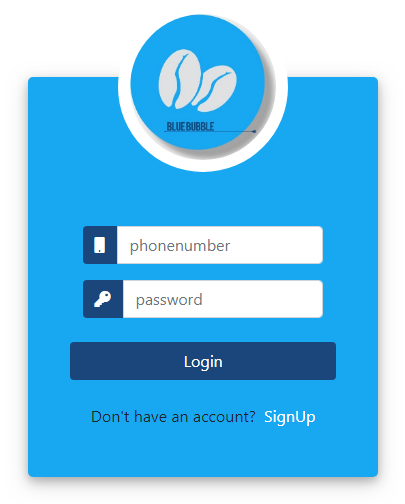 BLUE BUBBLE
phonenumber
password
Login
Don't have an account? SignUp